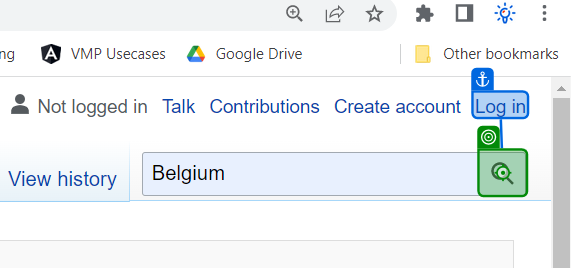 ng VMP Usecases Google Drive Other bookmarks
Not logged in Talk Contributions Create account Log in
View history Belgium